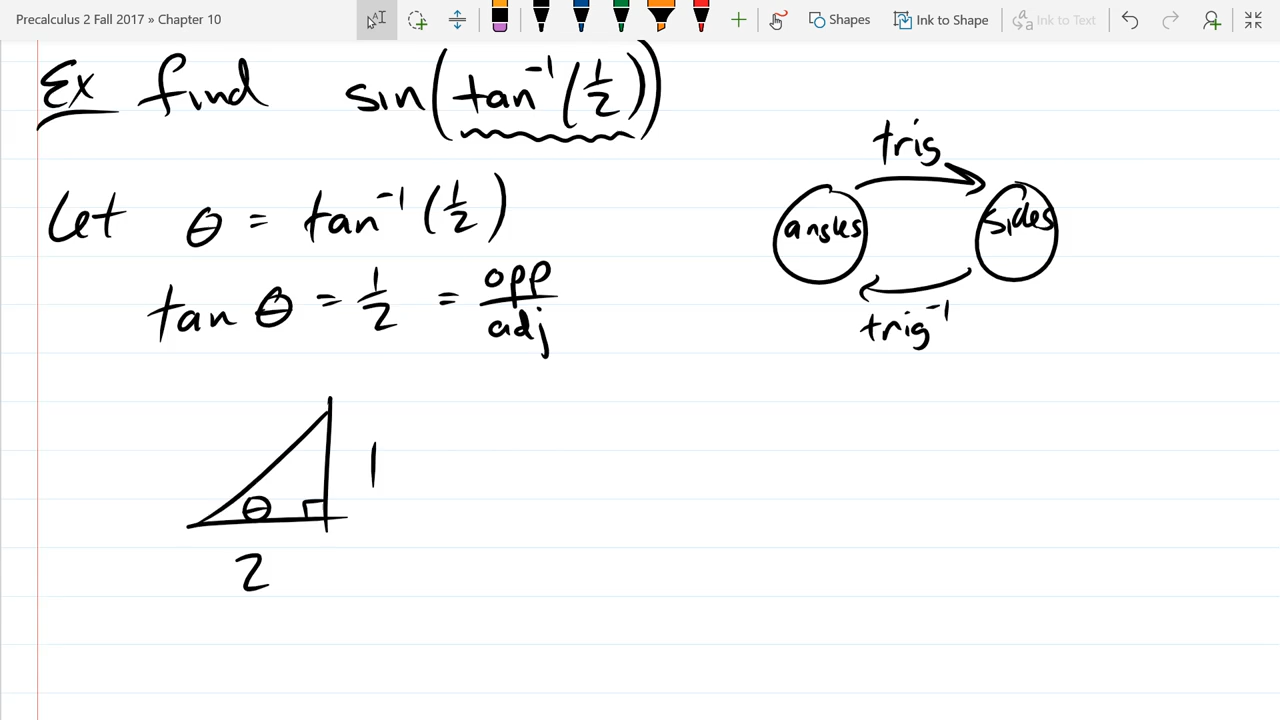 Precalculus 2 Fall 2017 » Chapter 10
Shapes
Ink to Shape
Ink to Text
Ex find sin(tan⁻¹(1/2))
Let θ = tan⁻¹(1/2)
tan θ = 1/2 = opp/adj
trig
angles sides
trig⁻¹
θ 1
2